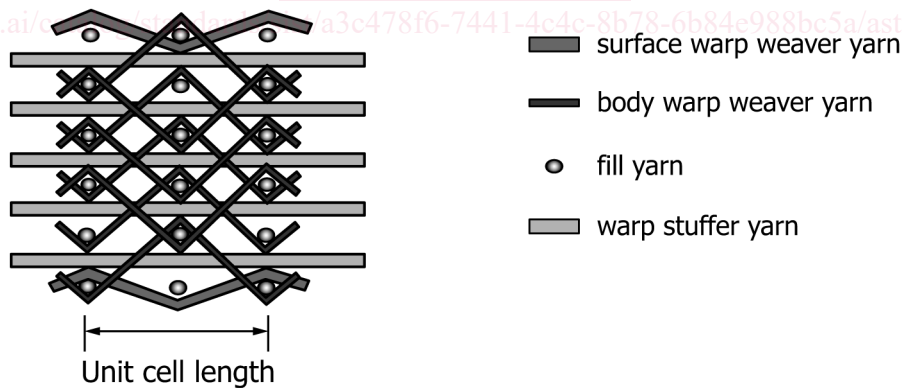 surface warp weaver yarn
body warp weaver yarn
fill yarn
warp stuffer yarn
Unit cell length